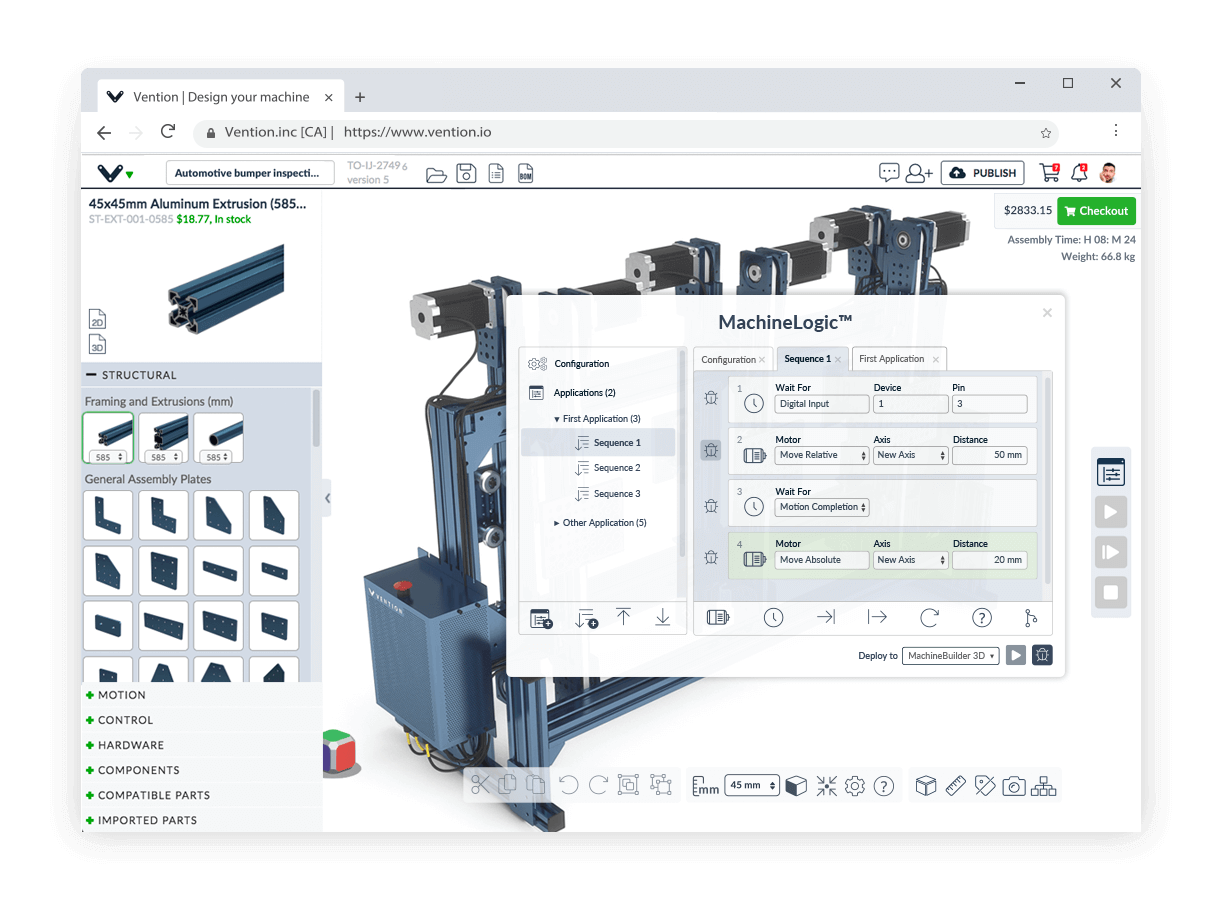 Vention | Design your machine
Vention.inc [CA] | https://www.vention.io
Automotive bumper inspecti...
TO-IJ-2749 6
version 5
BOM
PUBLISH
45x45mm Aluminum Extrusion (585...
ST-EXT-001-0585 $18.77, In stock
2D
3D
STRUCTURAL
Framing and Extrusions (mm)
585
585
585
General Assembly Plates
MOTION
CONTROL
HARDWARE
COMPONENTS
COMPATIBLE PARTS
IMPORTED PARTS
$2833.15
Checkout
Assembly Time: H 08: M 24
Weight: 66.8 kg
VENTION
MachineLogic™
Configuration
Applications (2)
First Application (3)
Sequence 1
Sequence 2
Sequence 3
Other Application (5)
Configuration
Sequence 1
First Application
1
Wait For
Device
Pin
Digital Input
1
3
2
Motor
Axis
Distance
Move Relative
New Axis
50 mm
3
Wait For
Motion Completion
4
Motor
Axis
Distance
Move Absolute
New Axis
20 mm
Deploy to
MachineBuilder 3D
mm
45 mm